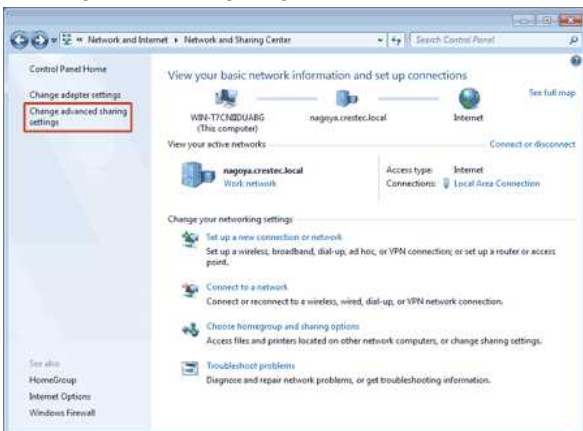 « Network and Internet ▸ Network and Sharing Center
Search Control Panel
Control Panel Home
Change adapter settings
Change advanced sharing
settings
See also
HomeGroup
Internet Options
Windows Firewall
View your basic network information and set up connections
See full map
nagoya.crestec.local
Internet
(This computer)
View your active networks
Connect or disconnect
nagoya.crestec.local
Work network
Access type: Internet
Connections: Local Area Connection
Change your networking settings
Set up a new connection or network
Set up a wireless, broadband, dial-up, ad hoc, or VPN connection; or set up a router or access
point.
Connect to a network
Connect or reconnect to a wireless, wired, dial-up, or VPN network connection.
Choose homegroup and sharing options
Access files and printers located on other network computers, or change sharing settings.
Troubleshoot problems
Diagnose and repair network problems, or get troubleshooting information.